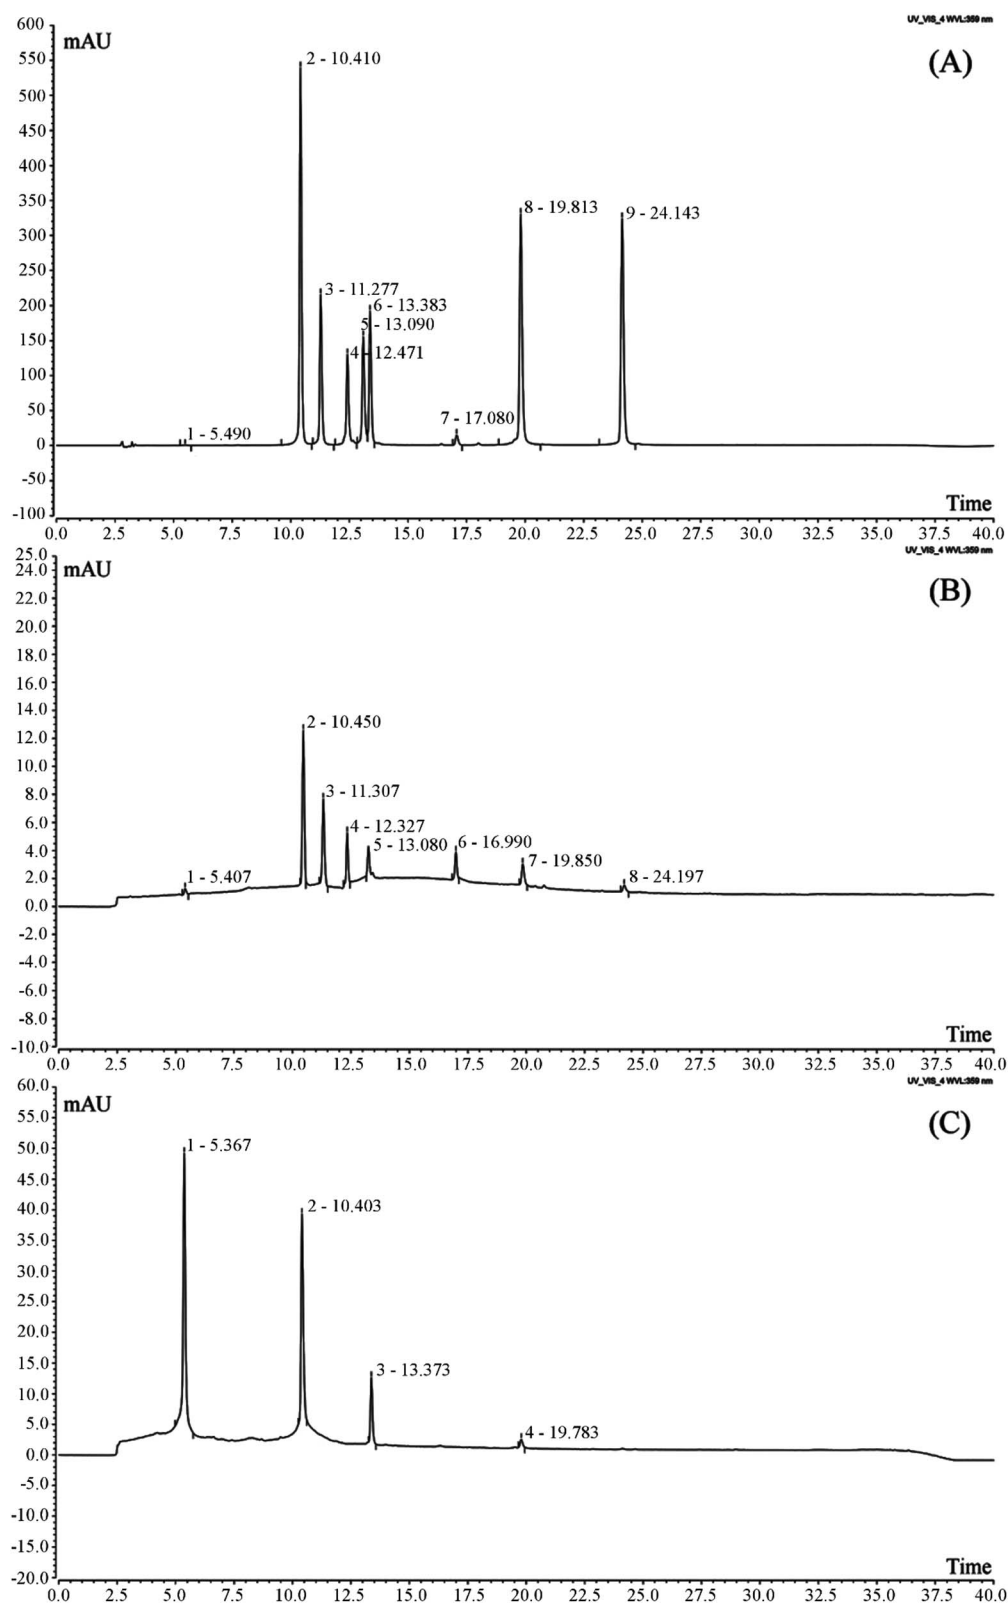 UV_VIS_4 WVL:359 nm
600
mAU
(A)
550
500
450
400
350
300
250
200
150
100
50
0
-50
-100
2 - 10.410
8 - 19.813
9 - 24.143
3 - 11.277
6 - 13.383
5 - 13.090
4 - 12.471
7 - 17.080
1 - 5.490
Time
0.0 2.5 5.0 7.5 10.0 12.5 15.0 17.5 20.0 22.5 25.0 27.5 30.0 32.5 35.0 37.5 40.0
UV_VIS_4 WVL:359 nm
25.0
mAU
(B)
24.0
22.0
20.0
18.0
16.0
14.0
12.0
10.0
8.0
6.0
4.0
2.0
0.0
-2.0
-4.0
-6.0
-8.0
-10.0
2 - 10.450
3 - 11.307
4 - 12.327
5 - 13.080
6 - 16.990
7 - 19.850
1 - 5.407
8 - 24.197
Time
0.0 2.5 5.0 7.5 10.0 12.5 15.0 17.5 20.0 22.5 25.0 27.5 30.0 32.5 35.0 37.5 40.0
UV_VIS_4 WVL:359 nm
60.0
mAU
(C)
55.0
50.0
45.0
40.0
35.0
30.0
25.0
20.0
15.0
10.0
5.0
0.0
-5.0
-10.0
-15.0
-20.0
1 - 5.367
2 - 10.403
3 - 13.373
4 - 19.783
Time
0.0 2.5 5.0 7.5 10.0 12.5 15.0 17.5 20.0 22.5 25.0 27.5 30.0 32.5 35.0 37.5 40.0